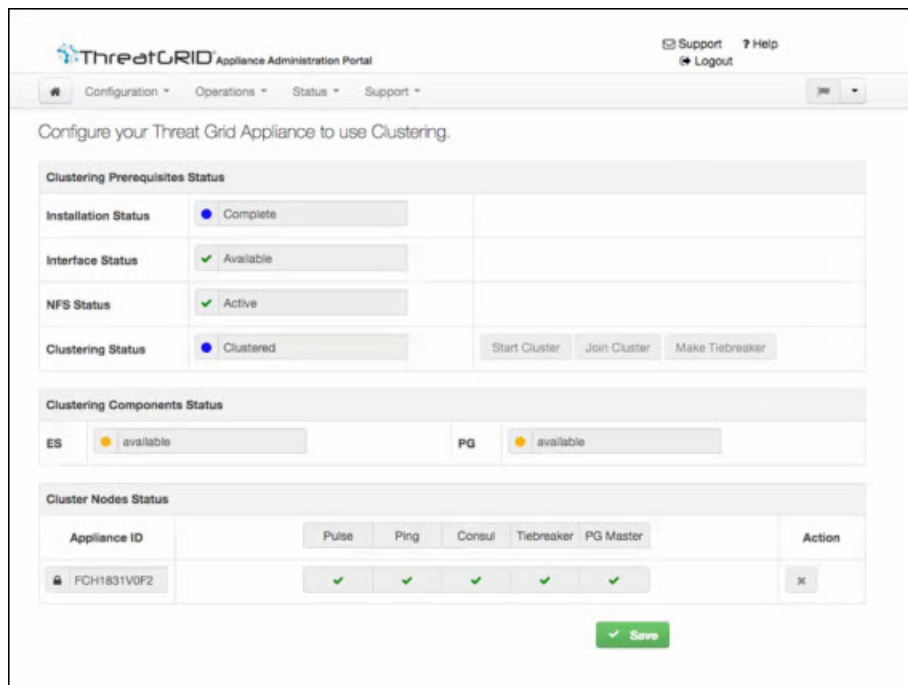 Support ? Help
ThreatGRID Appliance Administration Portal
Logout
Configuration Operations Status Support
Configure your Threat Grid Appliance to use Clustering.
Clustering Prerequisites Status
Installation Status Complete
Interface Status Available
NFS Status Active
Clustering Status Clustered Start Cluster Join Cluster Make Tiebreaker
Clustering Components Status
ES available PG available
Cluster Nodes Status
Appliance ID Pulse Ping Consul Tiebreaker PG Master Action
FCH1831V0F2
Save